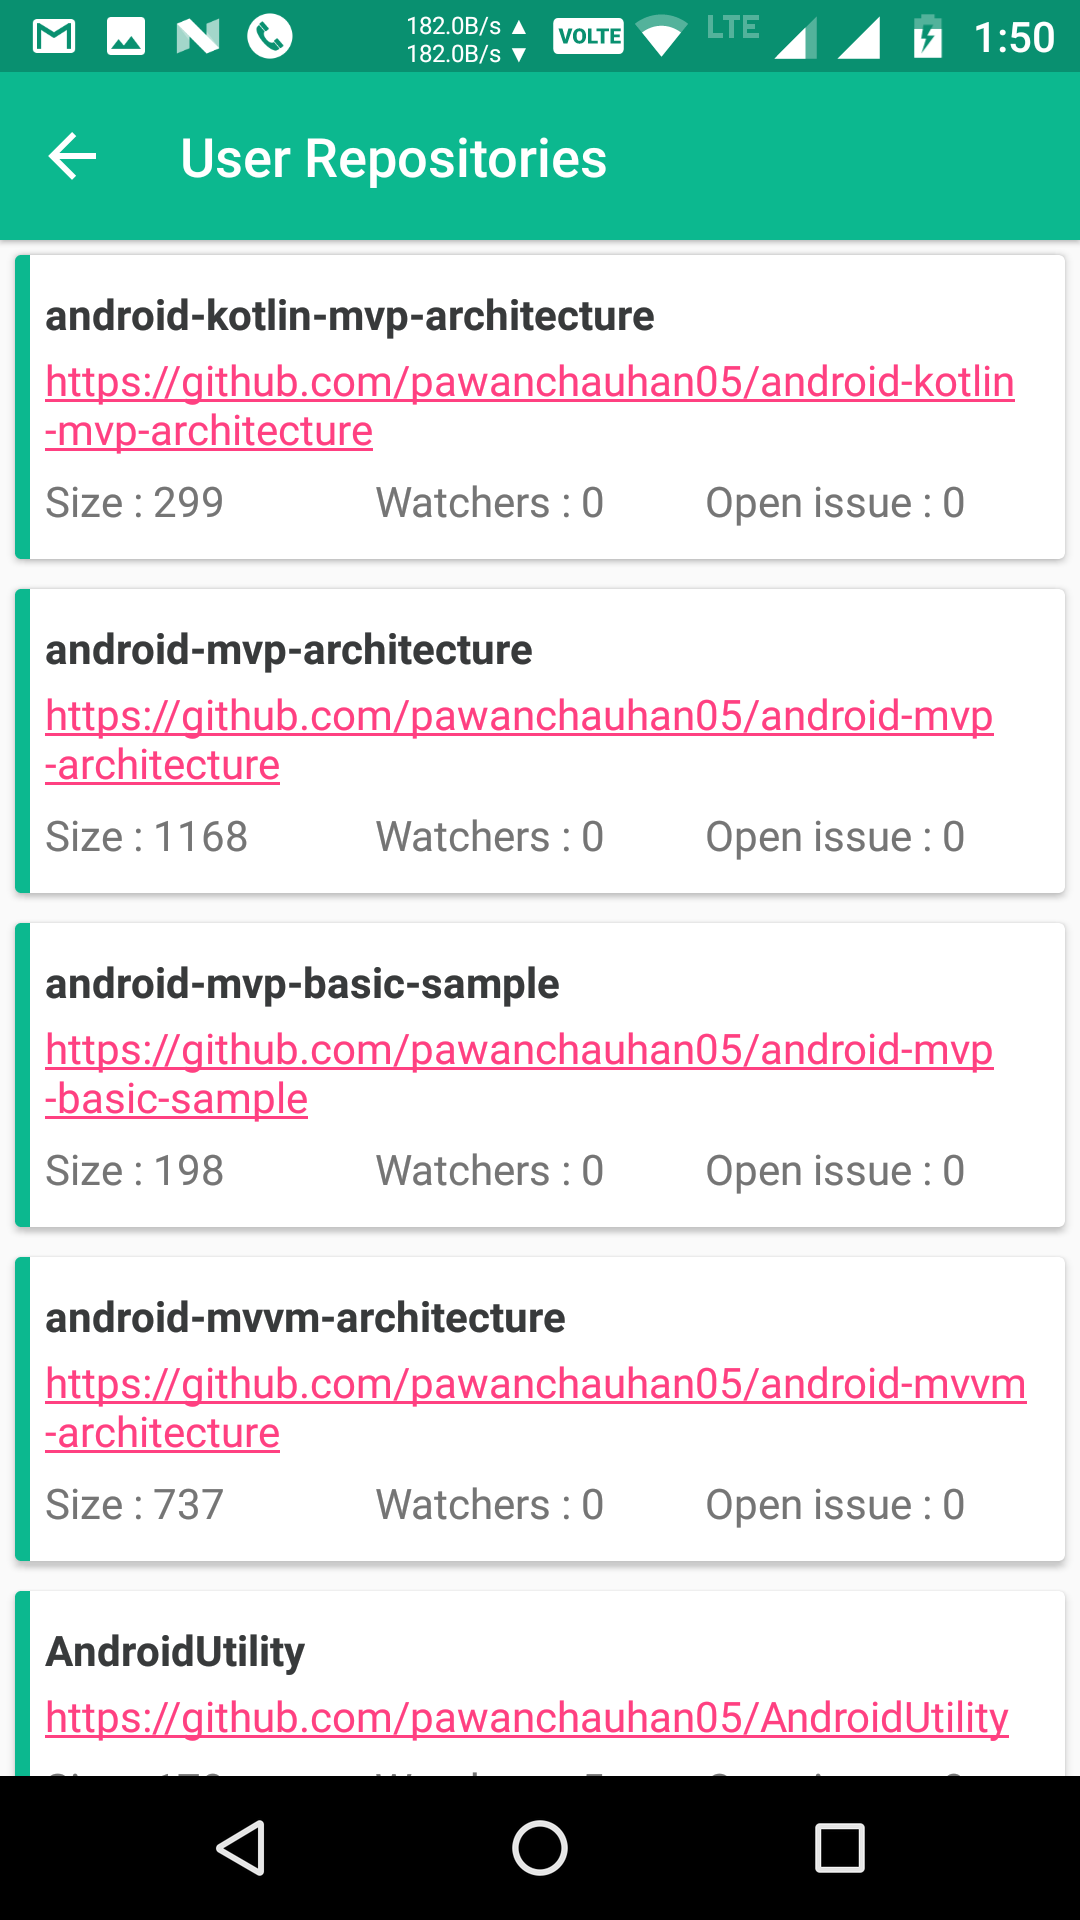 182.0B/s ▲
182.0B/s ▼
VOLTE
LTE
1:50
User Repositories
android-kotlin-mvp-architecture
https://github.com/pawanchauhan05/android-kotlin
-mvp-architecture
Size : 299 Watchers : 0 Open issue : 0
android-mvp-architecture
https://github.com/pawanchauhan05/android-mvp
-architecture
Size : 1168 Watchers : 0 Open issue : 0
android-mvp-basic-sample
https://github.com/pawanchauhan05/android-mvp
-basic-sample
Size : 198 Watchers : 0 Open issue : 0
android-mvvm-architecture
https://github.com/pawanchauhan05/android-mvvm
-architecture
Size : 737 Watchers : 0 Open issue : 0
AndroidUtility
https://github.com/pawanchauhan05/AndroidUtility